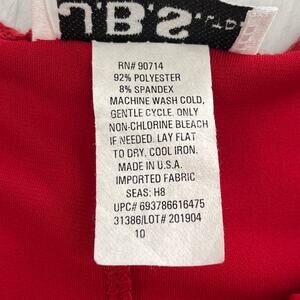 J.B.S.
RN# 90714
92% POLYESTER
8% SPANDEX
MACHINE WASH COLD,
GENTLE CYCLE. ONLY
NON-CHLORINE BLEACH
IF NEEDED. LAY FLAT
TO DRY, COOL IRON.
MADE IN U.S.A.
IMPORTED FABRIC
SEAS: H8
UPC# 693786616475
31386/LOT# 201904
10